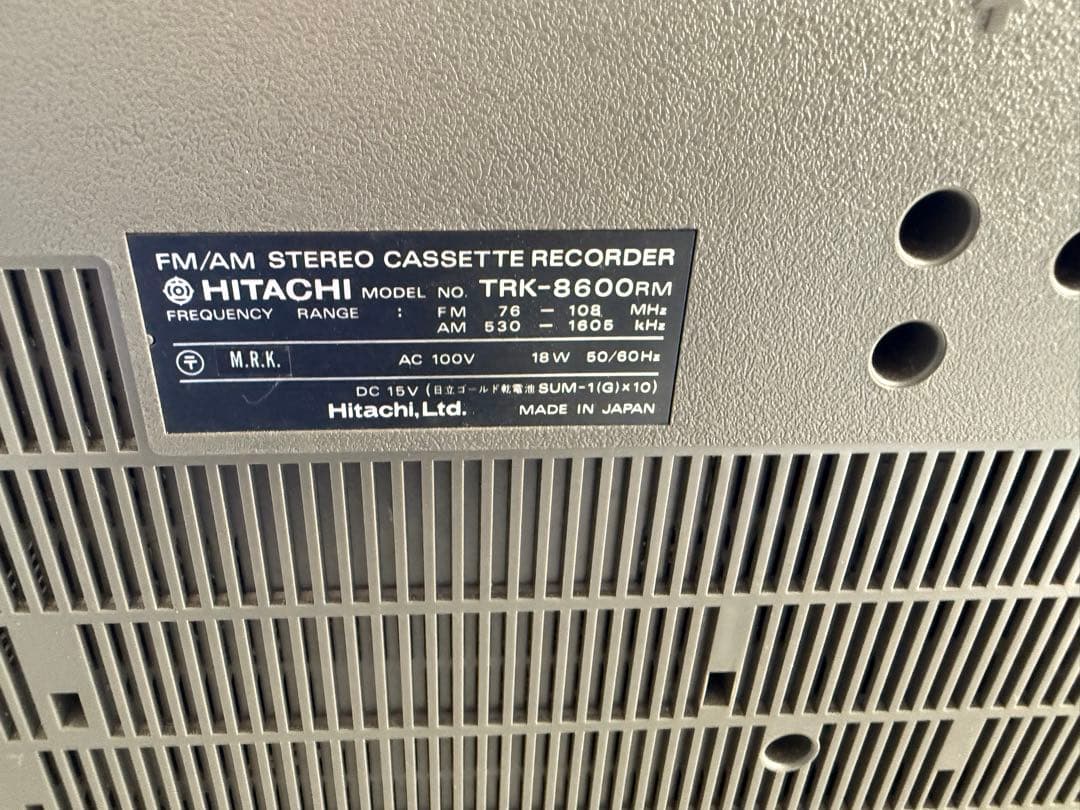 FM/AM STEREO CASSETTE RECORDER
HITACHI MODEL NO. TRK-8600RM
FREQUENCY RANGE : FM 76 – 108 MHz
AM 530 – 1605 kHz
〒 M.R.K. AC 100V 18W 50/60Hz
DC 15V (日立ゴールド乾電池 SUM-1(G)×10)
Hitachi, Ltd. MADE IN JAPAN